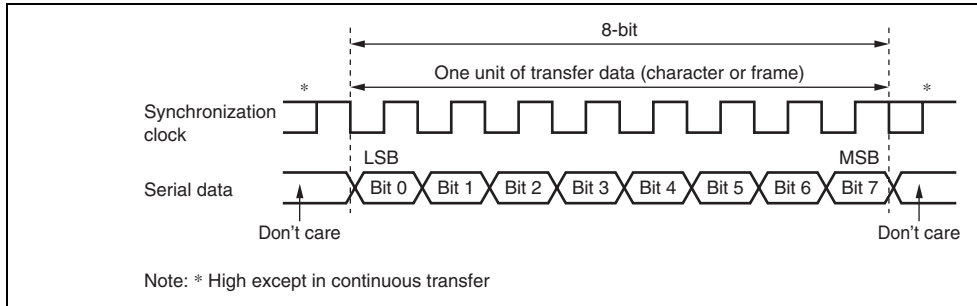 8-bit
One unit of transfer data (character or frame)
* *
Synchronization
clock
LSB MSB
Serial data Bit 0 Bit 1 Bit 2 Bit 3 Bit 4 Bit 5 Bit 6 Bit 7
Don't care Don't care
Note: * High except in continuous transfer